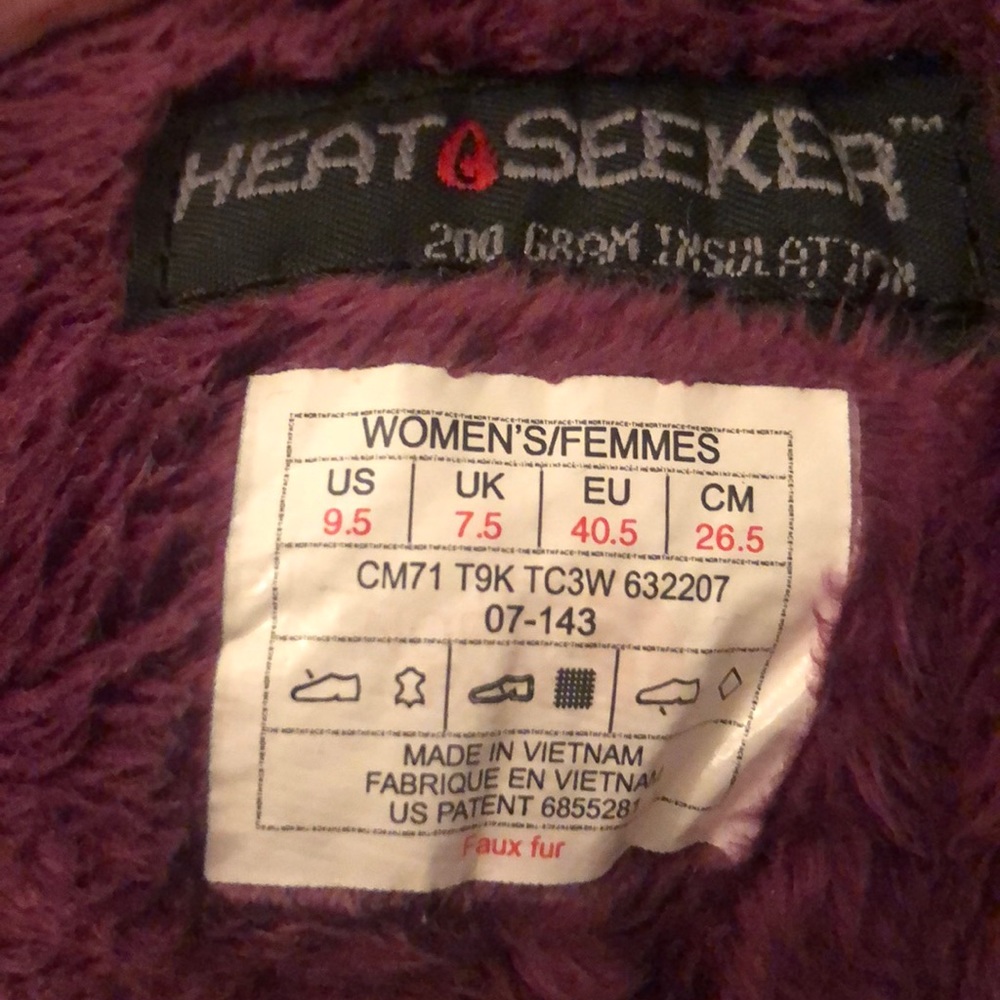 HEAT SEEKER™
200 GRAM INSULATION
WOMEN'S/FEMMES
US UK EU CM
9.5 7.5 40.5 26.5
CM71 T9K TC3W 632207
07-143
MADE IN VIETNAM
FABRIQUE EN VIETNAM
US PATENT 6855281
Faux fur